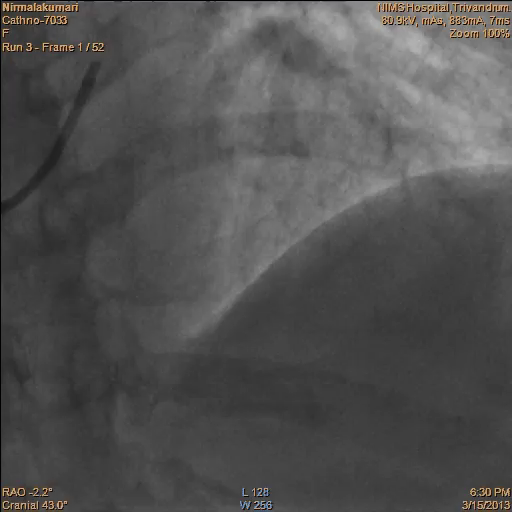 Nirmalakumari
Cathno-7033
F
Run 3 - Frame 1 / 52
NIMS Hospital,Trivandrum
80.9kV, mAs, 883mA, 7ms
Zoom 100%
RAO -2.2°
Cranial 43.0°
L 128
W 256
6:30 PM
3/15/2013